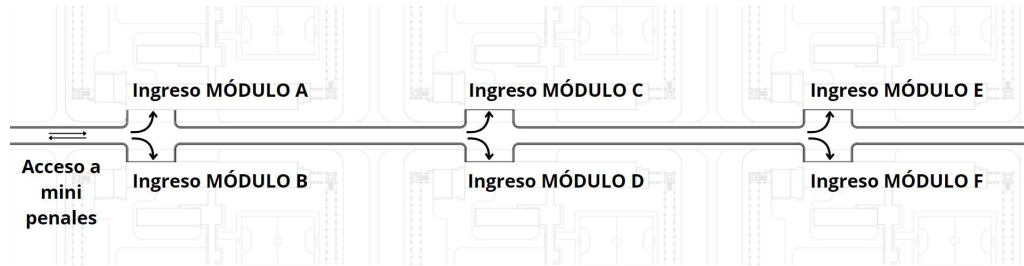 Ingreso MÓDULO A
Ingreso MÓDULO C
Ingreso MÓDULO E
Acceso a
mini
penales
Ingreso MÓDULO B
Ingreso MÓDULO D
Ingreso MÓDULO F